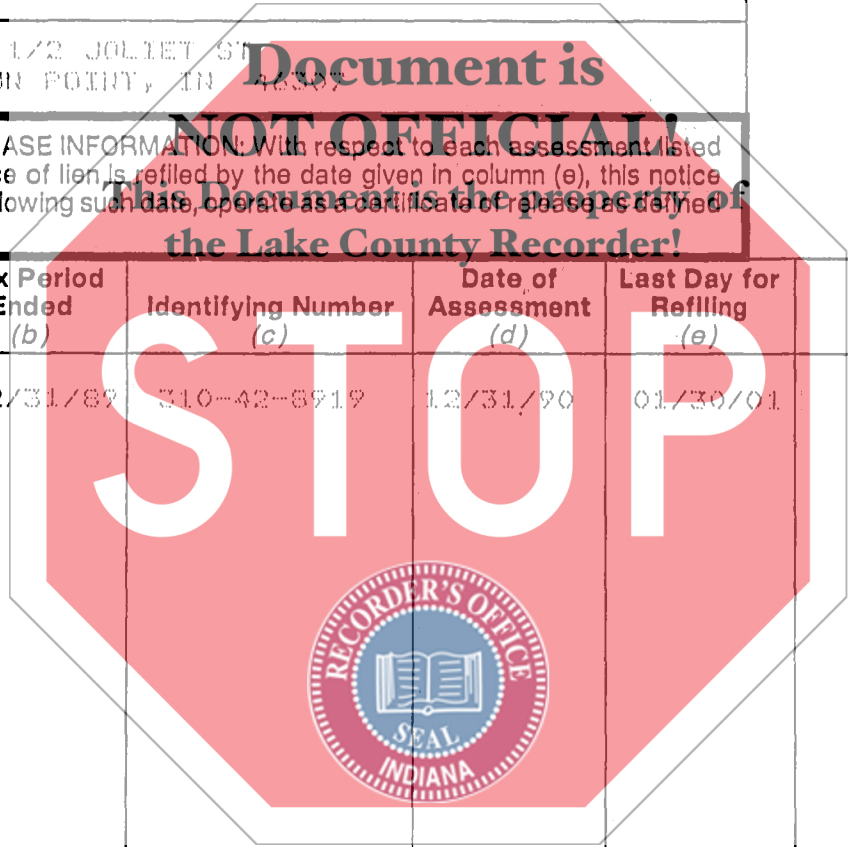 1/2 JOLIET ST
N POINT, IN 46307
Document is
NOT OFFICIAL!
This Document is the property of
the Lake County Recorder!
ASE INFORMATION: With respect to each assessment listed
e of lien is refiled by the date given in column (e), this notice
lowing such date, operate as a certificate of release as defined
x Period Ended (b)
Identifying Number (c)
Date of Assessment (d)
Last Day for Refiling (e)
/31/89 310-42-8919 12/31/90 01/30/01
STOP
RECORDER'S OFFICE
SEAL
INDIANA